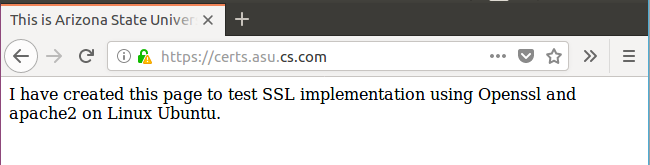 This is Arizona State Univer
https://certs.asu.cs.com
I have created this page to test SSL implementation using Openssl and
apache2 on Linux Ubuntu.